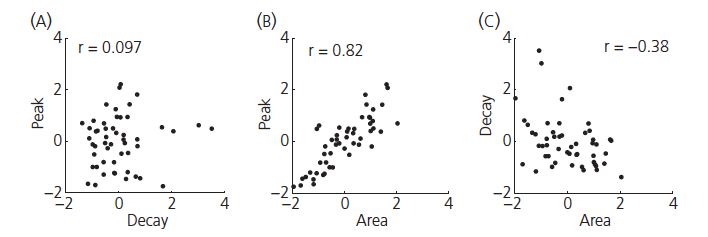 (A)
r = 0.097
Peak
4
2
0
−2
−2 0 2 4
Decay
(B)
r = 0.82
Peak
4
2
0
−2
−2 0 2 4
Area
(C)
r = −0.38
Decay
4
2
0
−2
−2 0 2 4
Area